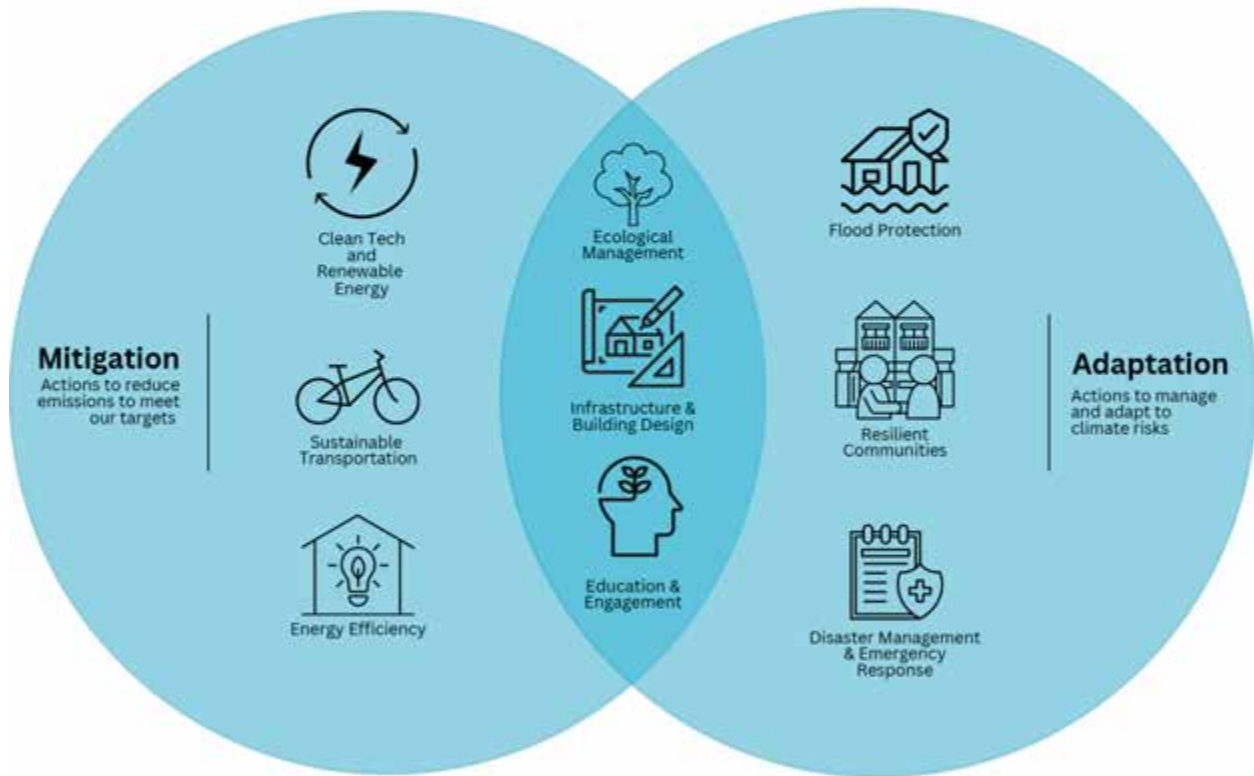 Mitigation
Actions to reduce
emissions to meet
our targets
Clean Tech
and
Renewable
Energy
Sustainable
Transportation
Energy Efficiency
Ecological
Management
Infrastructure &
Building Design
Education &
Engagement
Flood Protection
Resilient
Communities
Disaster Management
& Emergency
Response
Adaptation
Actions to manage
and adapt to
climate risks